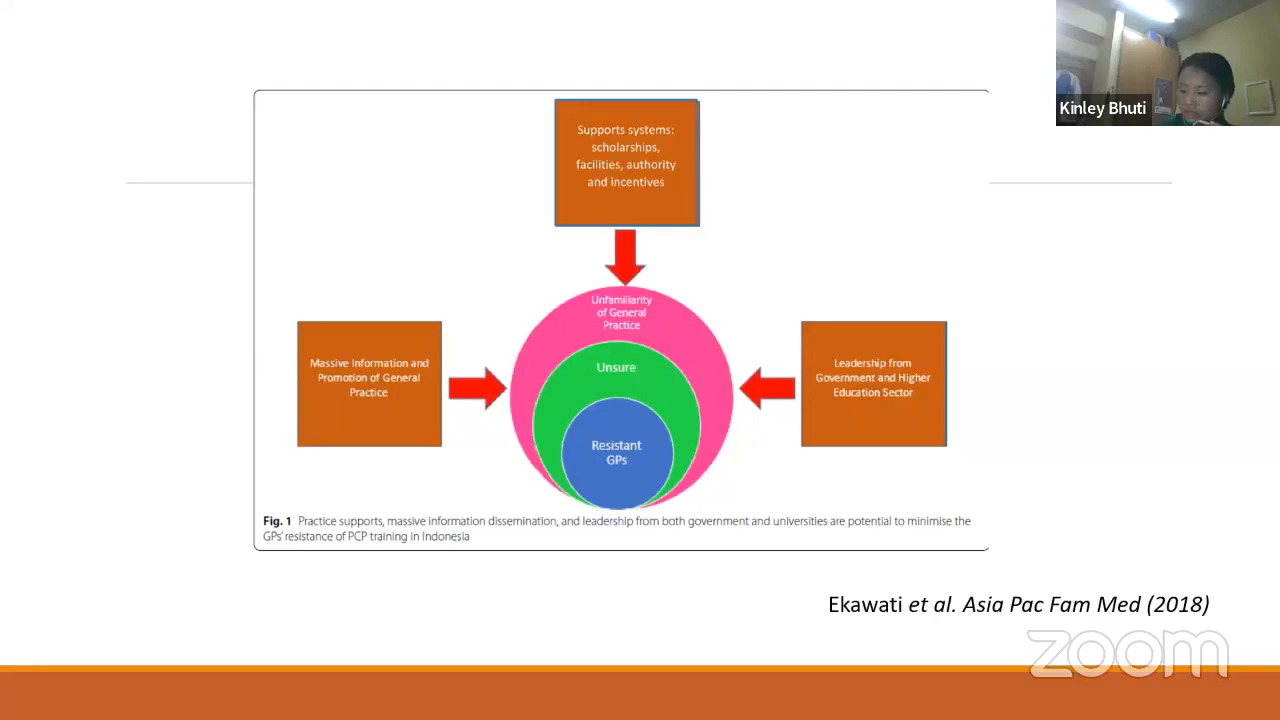 Kinley Bhuti
Supports systems:
scholarships,
facilities, authority
and incentives
Unfamiliarity
of General
Practice
Massive Information and
Promotion of General
Practice
Unsure
Leadership from
Government and Higher
Education Sector
Resistant
GPs
Fig. 1 Practice supports, massive information dissemination, and leadership from both government and universities are potential to minimise the
GPs' resistance of PCP training in Indonesia
Ekawati et al. Asia Pac Fam Med (2018)
zoom